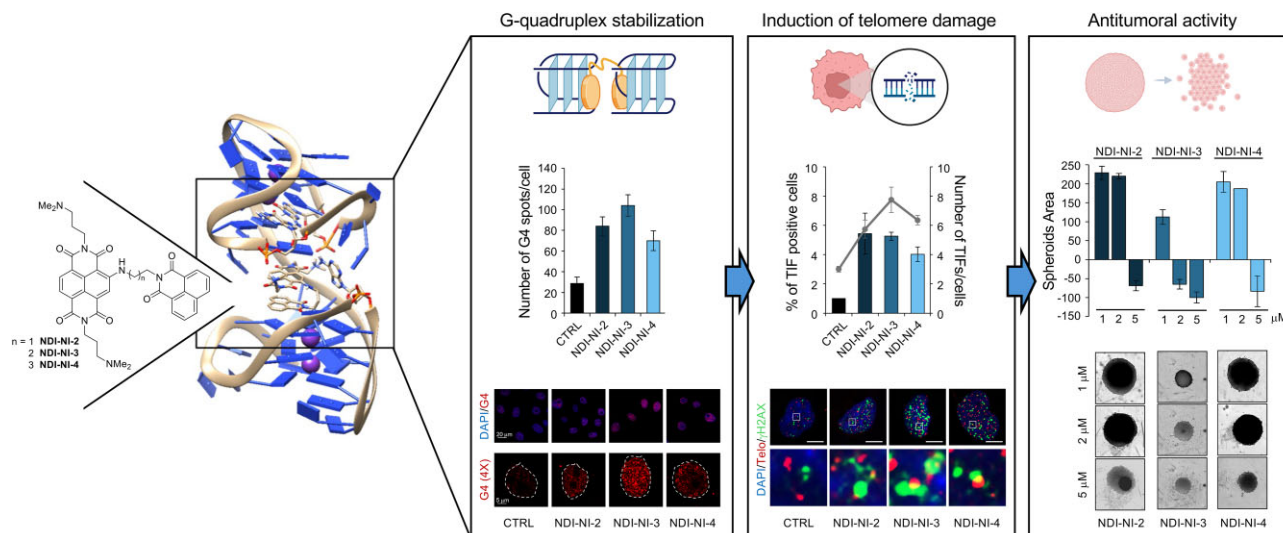 G-quadruplex stabilization
Induction of telomere damage
Antitumoral activity
Me₂N
O
N
O
H
N
( )n
N
O
O
O
N
O
NMe₂
n = 1 NDI-NI-2
2 NDI-NI-3
3 NDI-NI-4
Number of G4 spots/cell
140
120
100
80
60
40
20
0
CTRL
NDI-NI-2
NDI-NI-3
NDI-NI-4
DAPI/G4
20 µm
G4 (4X)
5 µm
CTRL NDI-NI-2 NDI-NI-3 NDI-NI-4
% of TIF positive cells
10
8
6
4
2
0
10
8
6
4
2
0
Number of TIFs/cells
CTRL
NDI-NI-2
NDI-NI-3
NDI-NI-4
DAPI/Telo/γH2AX
CTRL NDI-NI-2 NDI-NI-3 NDI-NI-4
NDI-NI-2 NDI-NI-3 NDI-NI-4
Spheroids Area
250
200
150
100
50
0
-50
-100
-150
1 2 5 1 2 5 1 2 5 µM
1 µM
2 µM
5 µM
NDI-NI-2 NDI-NI-3 NDI-NI-4